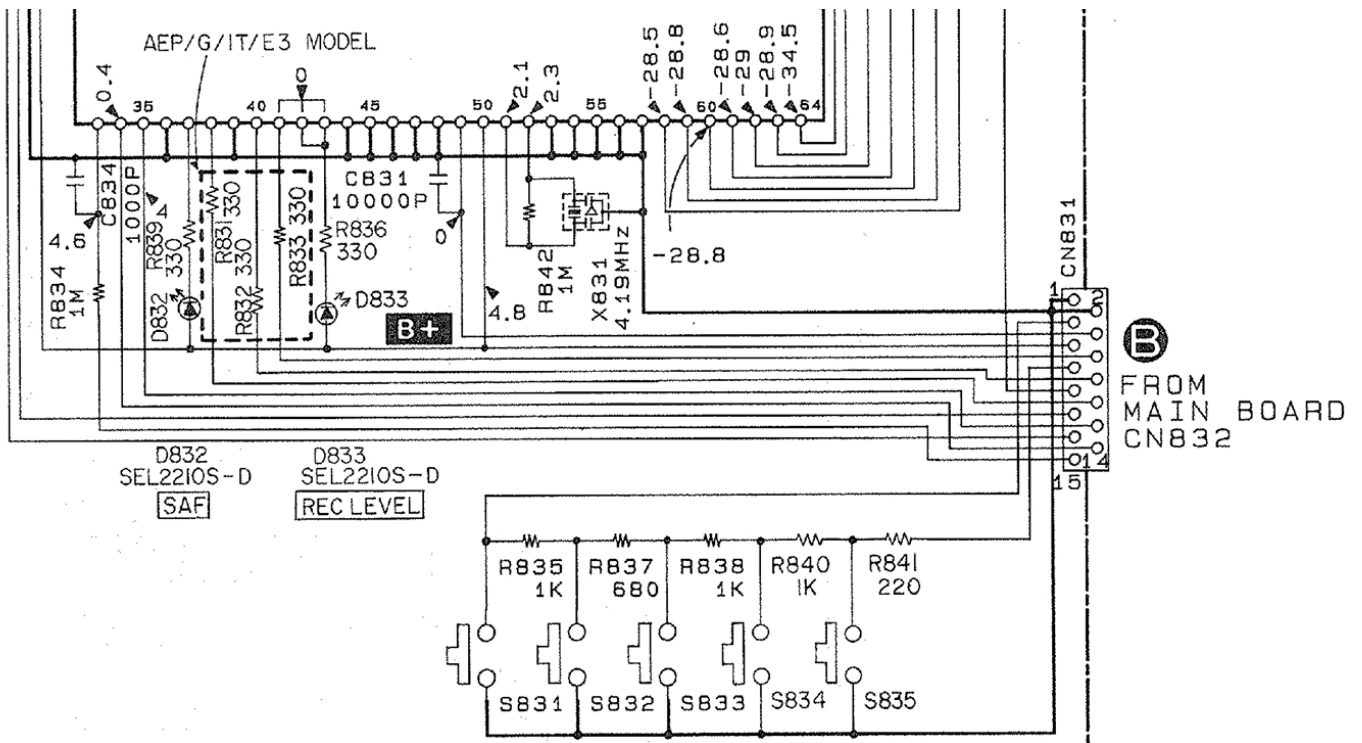 AEP/G/IT/E3 MODEL
0.4
0
2.1
2.3
-28.5
-28.8
-28.6
-29
-28.9
-34.5
35
40
45
50
55
60
64
C834
1000P
4.6
R834
1M
R839
330
4
D832
R831
330
R832
330
R833 330
R836
330
D833
C831
10000P
0
B+
4.8
R842
1M
X831
4.19MHz
-28.8
CN831
1
2
14
15
B
FROM
MAIN BOARD
CN832
D832
SEL2210S-D
SAF
D833
SEL2210S-D
REC LEVEL
R835
1K
R837
680
R838
1K
R840
1K
R841
220
S831
S832
S833
S834
S835